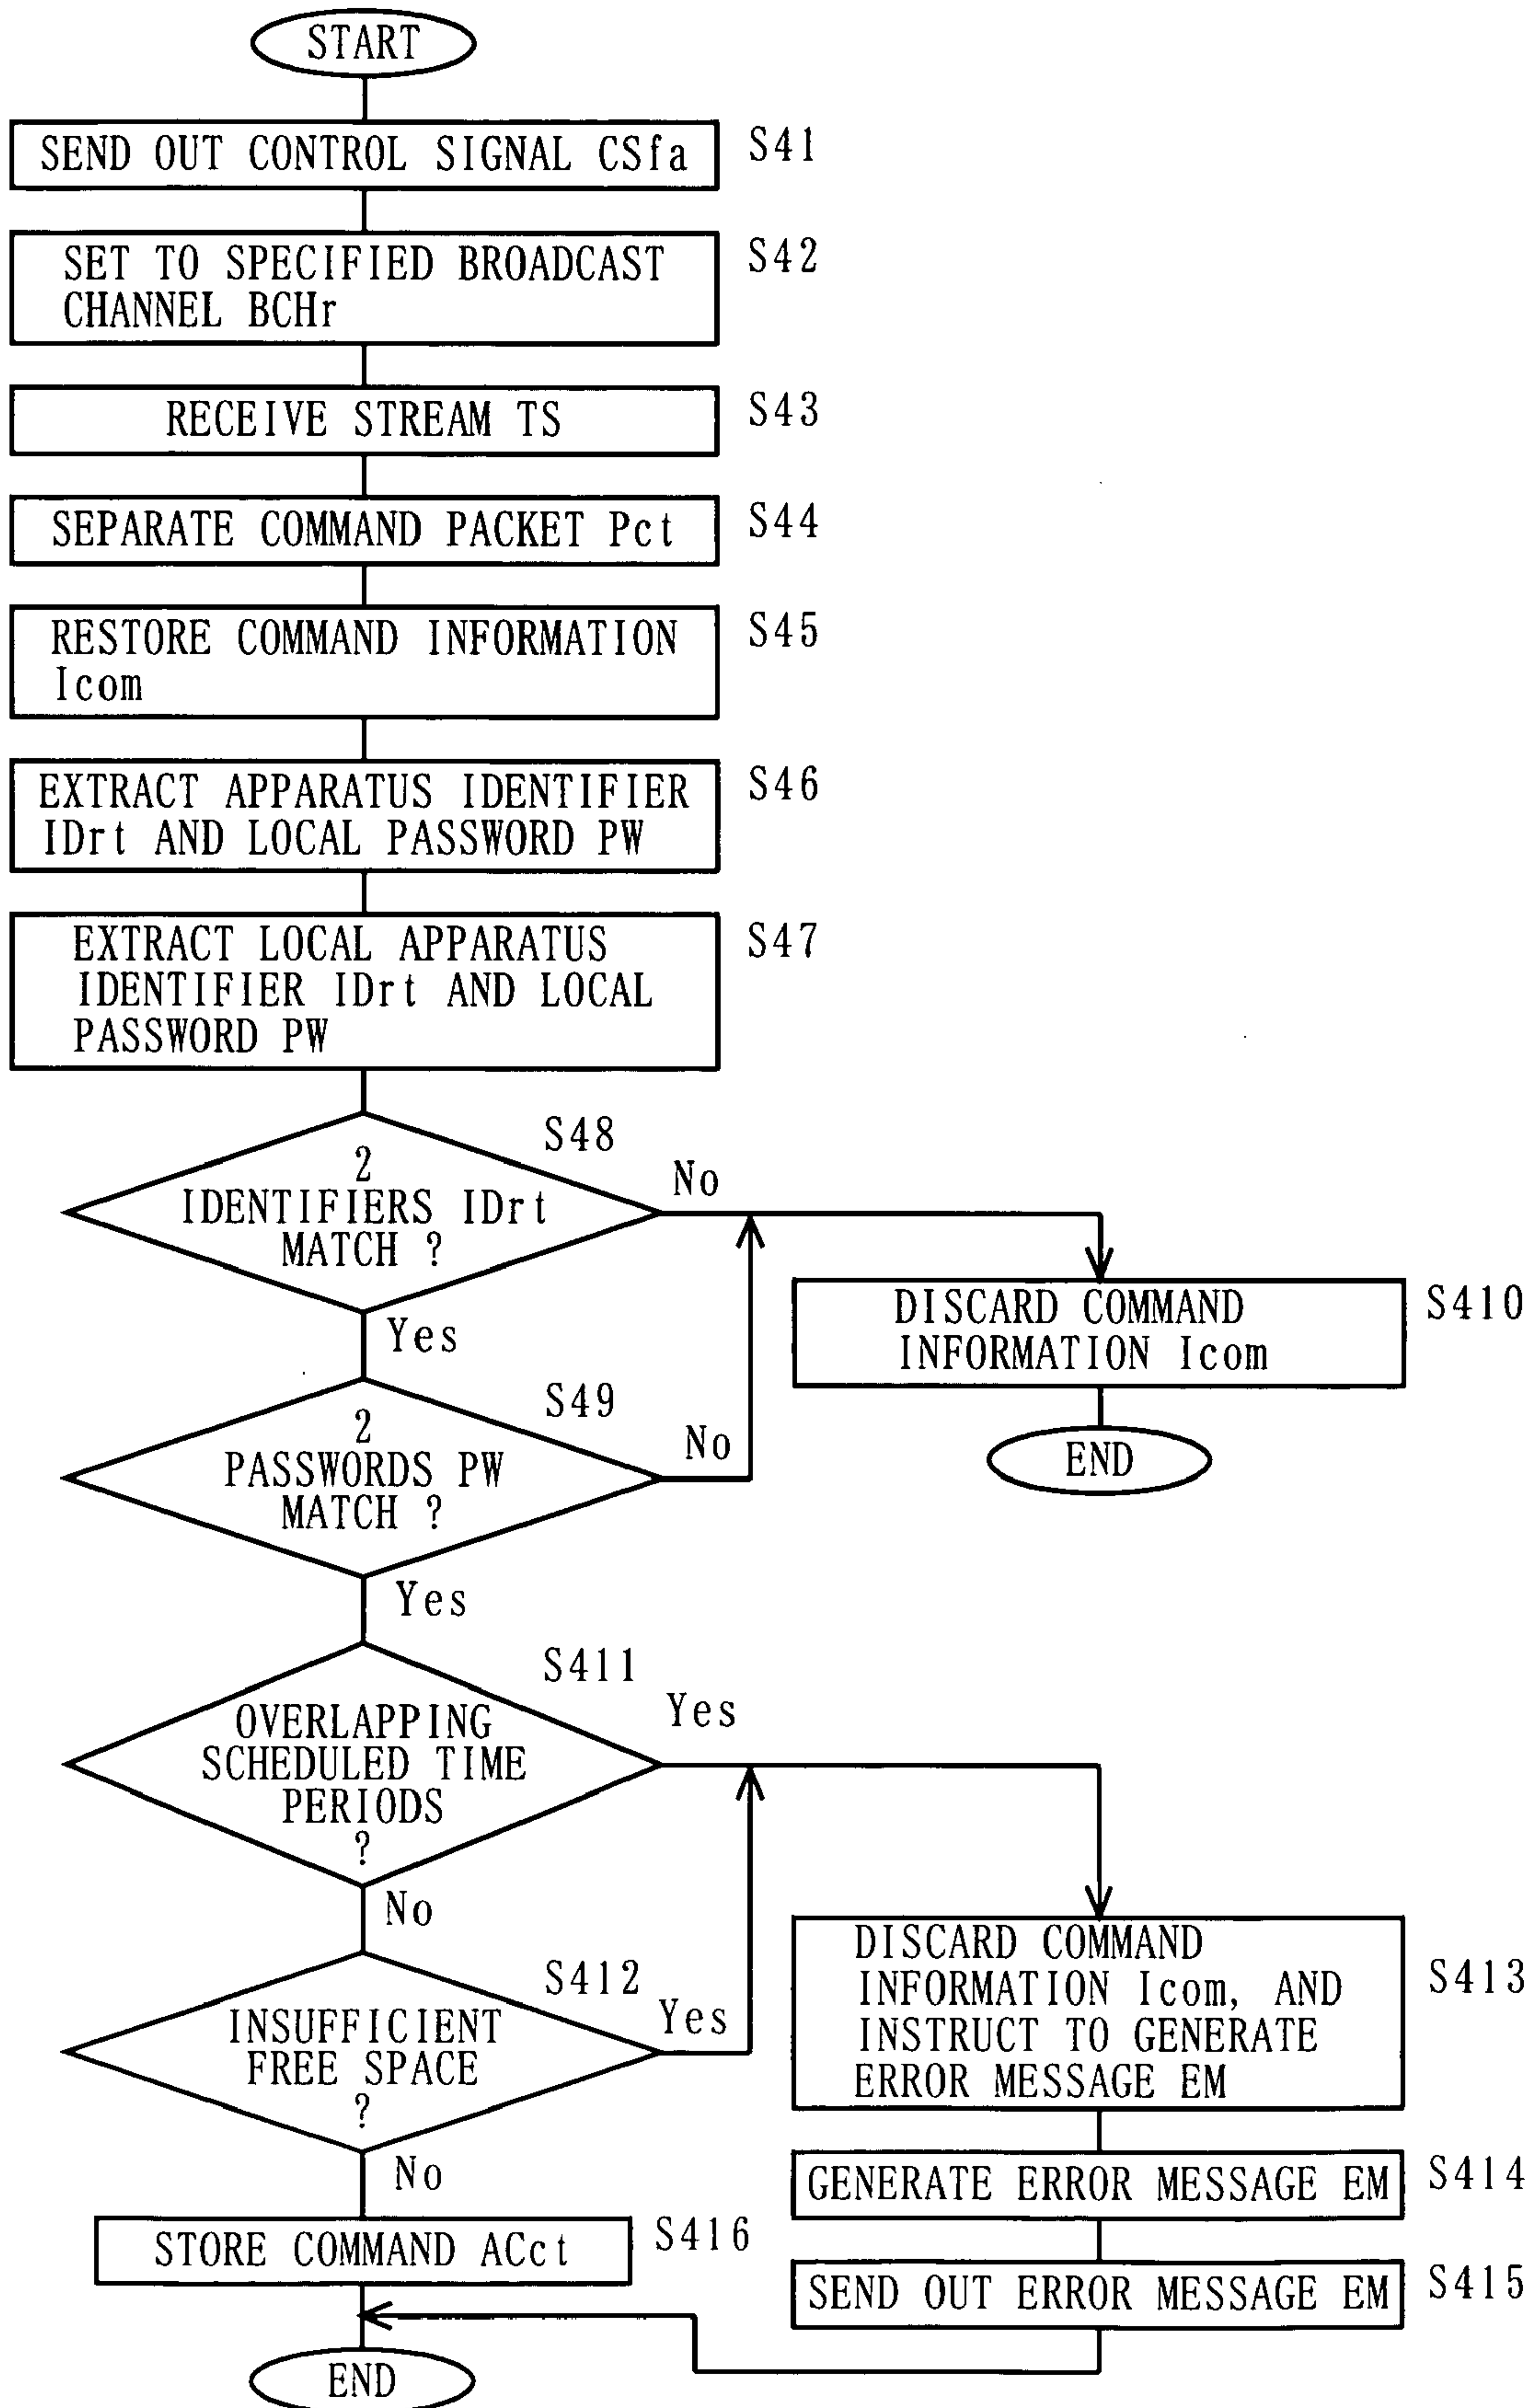 START
SEND OUT CONTROL SIGNAL CSfa
S41
SET TO SPECIFIED BROADCAST
CHANNEL BCHr
S42
RECEIVE STREAM TS
S43
SEPARATE COMMAND PACKET Pct
S44
RESTORE COMMAND INFORMATION
Icom
S45
EXTRACT APPARATUS IDENTIFIER
IDrt AND LOCAL PASSWORD PW
S46
EXTRACT LOCAL APPARATUS
IDENTIFIER IDrt AND LOCAL
PASSWORD PW
S47
2
IDENTIFIERS IDrt
MATCH ?
S48
No
Yes
DISCARD COMMAND
INFORMATION Icom
S410
END
2
PASSWORDS PW
MATCH ?
S49
No
Yes
OVERLAPPING
SCHEDULED TIME
PERIODS
?
S411
Yes
No
INSUFFICIENT
FREE SPACE
?
S412
Yes
No
DISCARD COMMAND
INFORMATION Icom, AND
INSTRUCT TO GENERATE
ERROR MESSAGE EM
S413
GENERATE ERROR MESSAGE EM
S414
STORE COMMAND ACct
S416
SEND OUT ERROR MESSAGE EM
S415
END